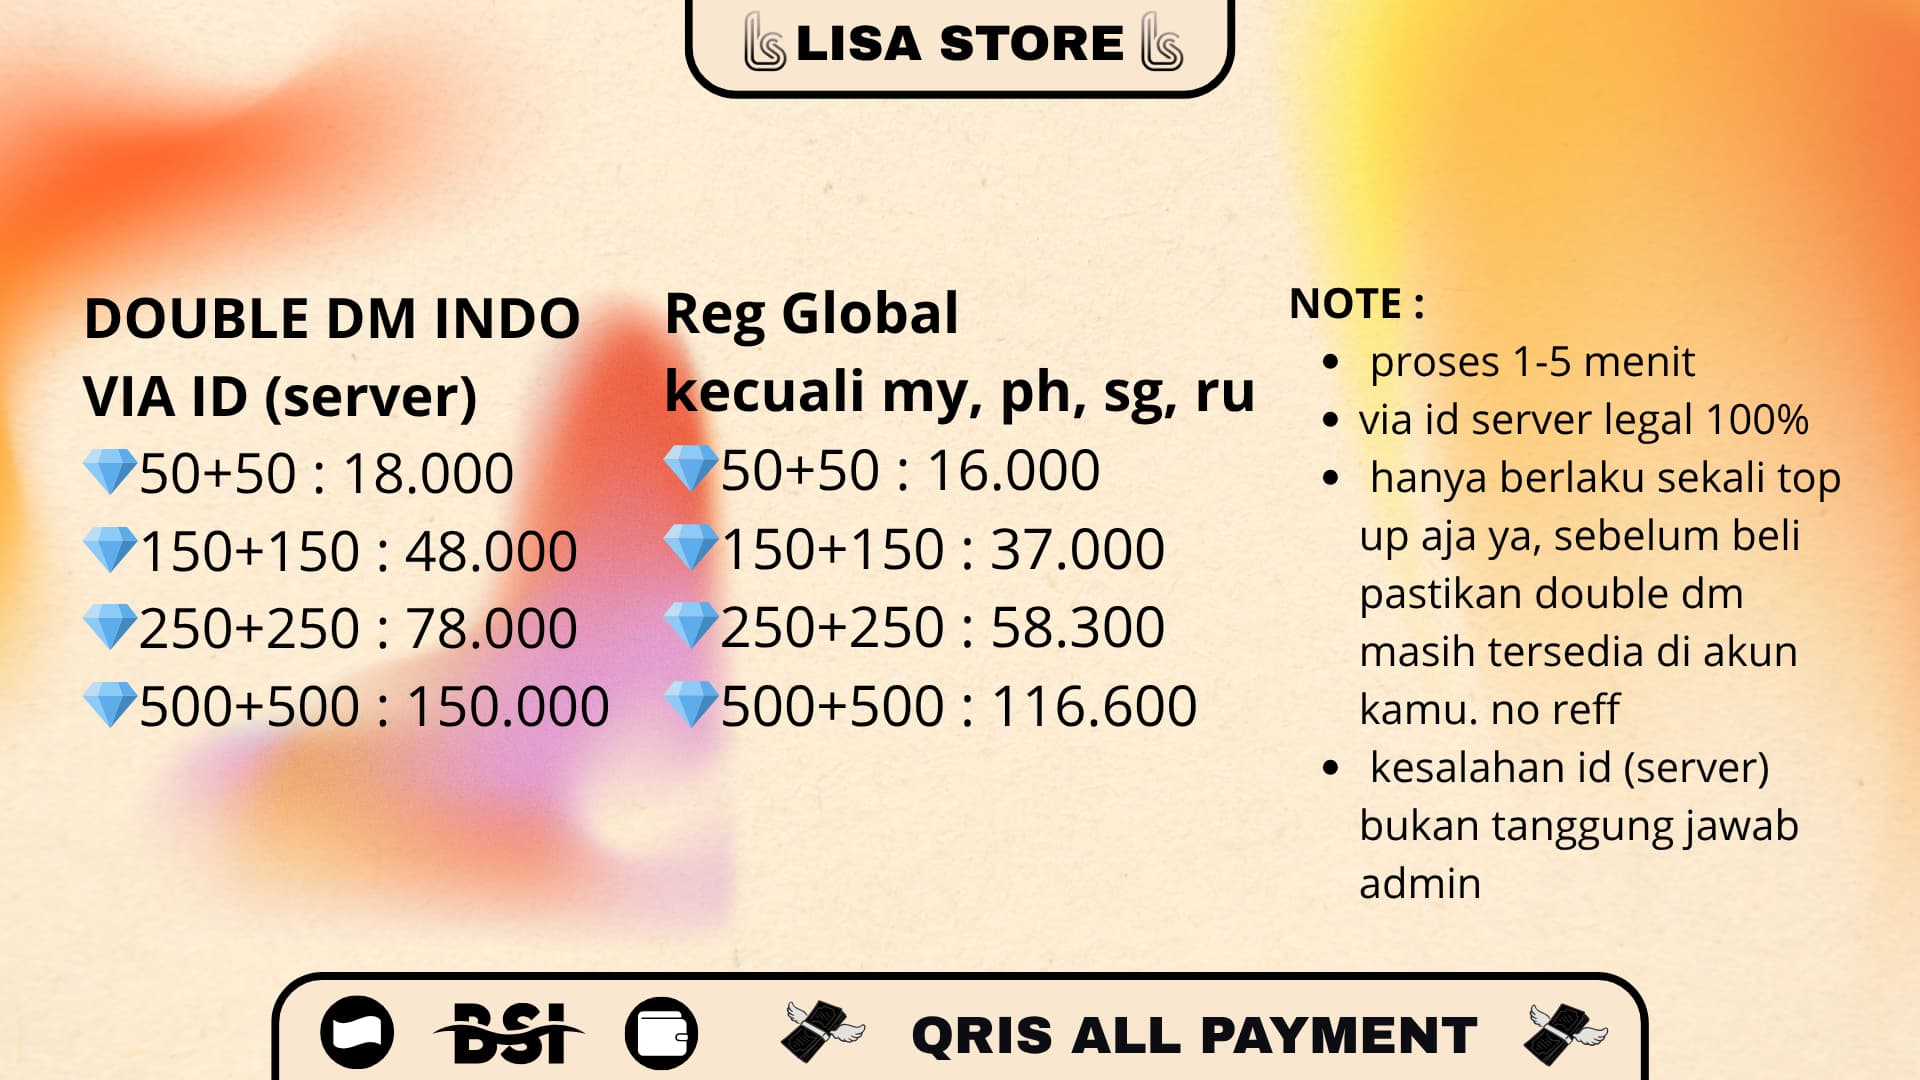 LISA STORE
DOUBLE DM INDO
VIA ID (server)
💎50+50 : 18.000
💎150+150 : 48.000
💎250+250 : 78.000
💎500+500 : 150.000
Reg Global
kecuali my, ph, sg, ru
💎50+50 : 16.000
💎150+150 : 37.000
💎250+250 : 58.300
💎500+500 : 116.600
NOTE :
• proses 1-5 menit
• via id server legal 100%
• hanya berlaku sekali top
up aja ya, sebelum beli
pastikan double dm
masih tersedia di akun
kamu. no reff
• kesalahan id (server)
bukan tanggung jawab
admin
BSI
QRIS ALL PAYMENT